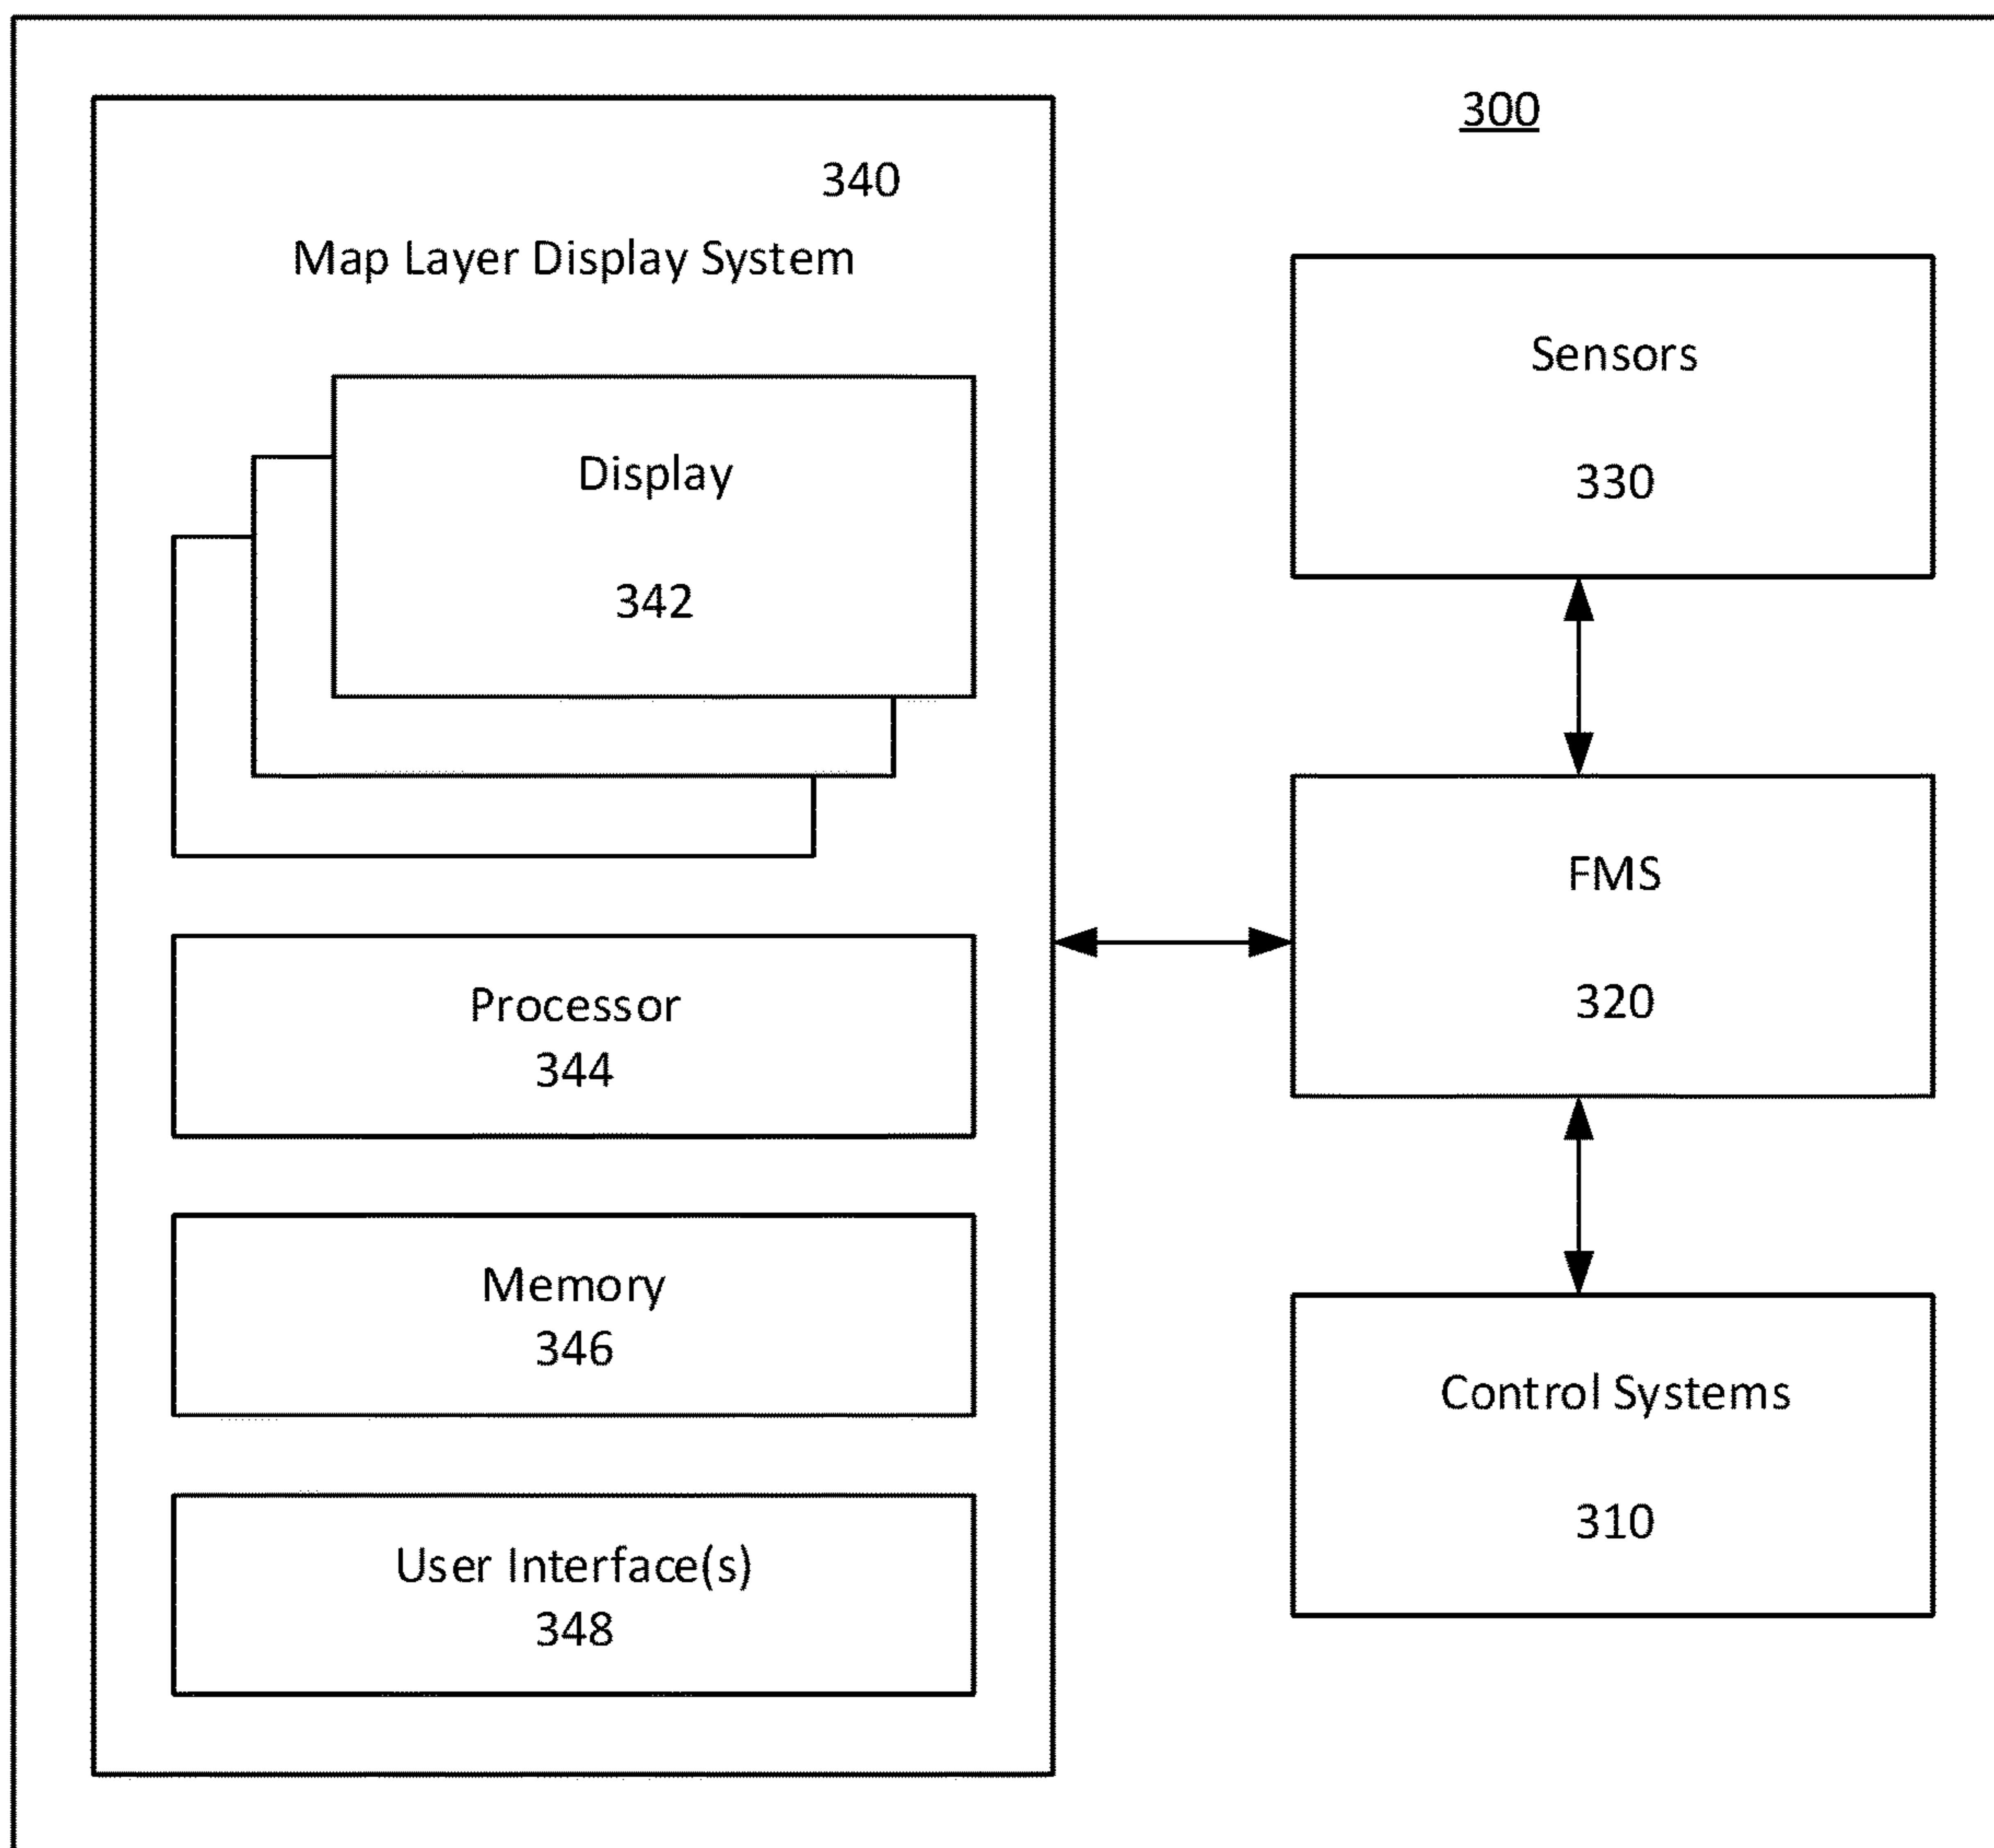 300
340
Map Layer Display System
Display
342
Processor
344
Memory
346
User Interface(s)
348
Sensors
330
FMS
320
Control Systems
310